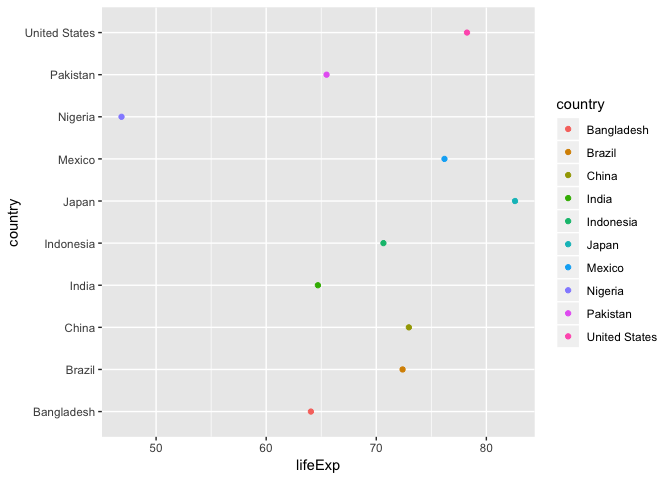 United States
Pakistan
Nigeria
Mexico
Japan
Indonesia
India
China
Brazil
Bangladesh
country
50 60 70 80
lifeExp
country
Bangladesh
Brazil
China
India
Indonesia
Japan
Mexico
Nigeria
Pakistan
United States